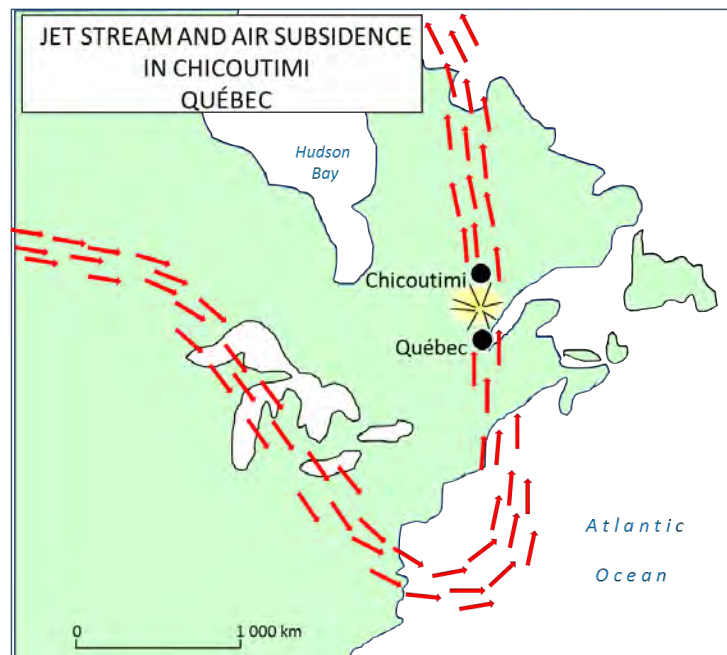 JET STREAM AND AIR SUBSIDENCE
IN CHICOUTIMI
QUÉBEC
Hudson
Bay
Chicoutimi
Québec
Atlantic
Ocean
0 1 000 km